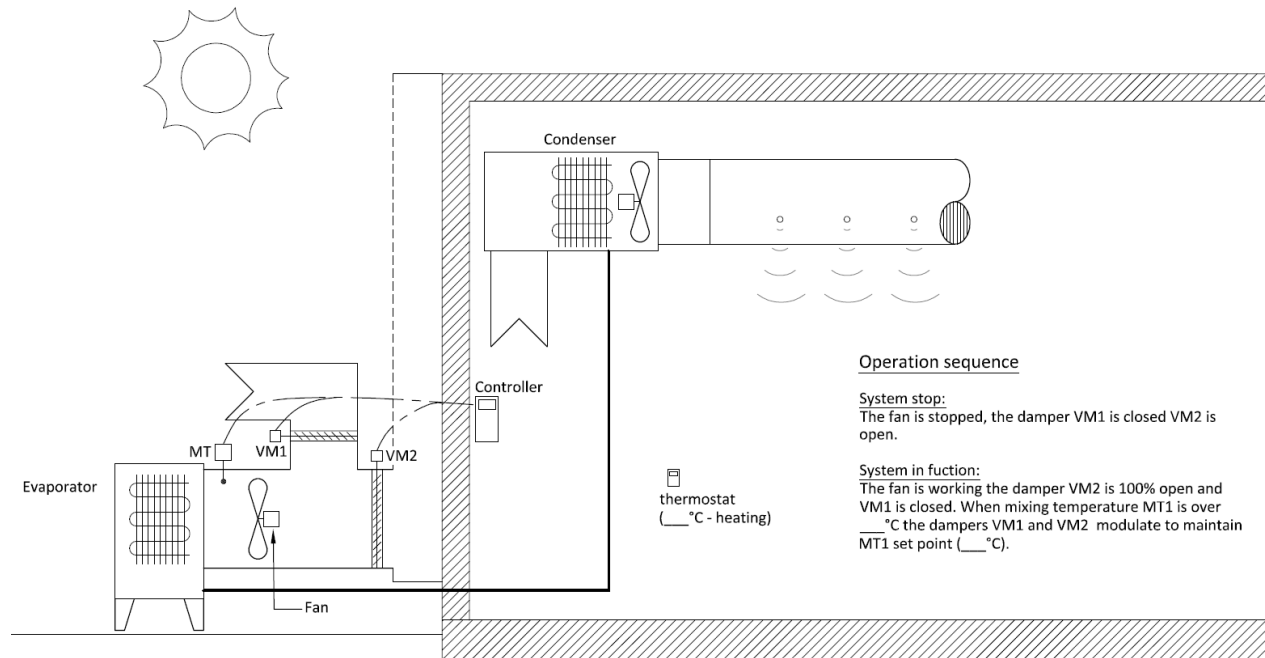 Condenser
Operation sequence
Controller
System stop:
The fan is stopped, the damper VM1 is closed VM2 is
open.
MT
VM1
VM2
Evaporator
thermostat
(___°C - heating)
System in fuction:
The fan is working the damper VM2 is 100% open and
VM1 is closed. When mixing temperature MT1 is over
___°C the dampers VM1 and VM2 modulate to maintain
MT1 set point (___°C).
Fan